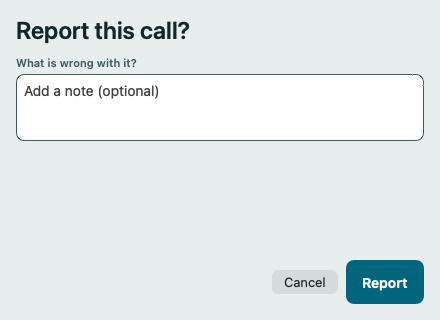 Report this call?
What is wrong with it?
Add a note (optional)
Cancel
Report